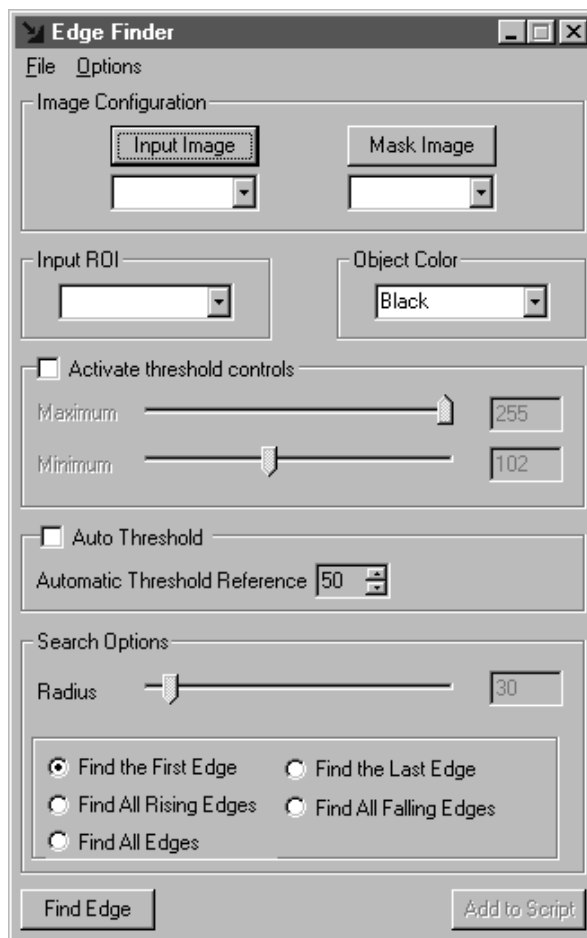 Edge Finder
File Options
Image Configuration
Input Image Mask Image
Input ROI Object Color
Black
Activate threshold controls
Maximum 255
Minimum 102
Auto Threshold
Automatic Threshold Reference 50
Search Options
Radius 30
Find the First Edge Find the Last Edge
Find All Rising Edges Find All Falling Edges
Find All Edges
Find Edge Add to Script